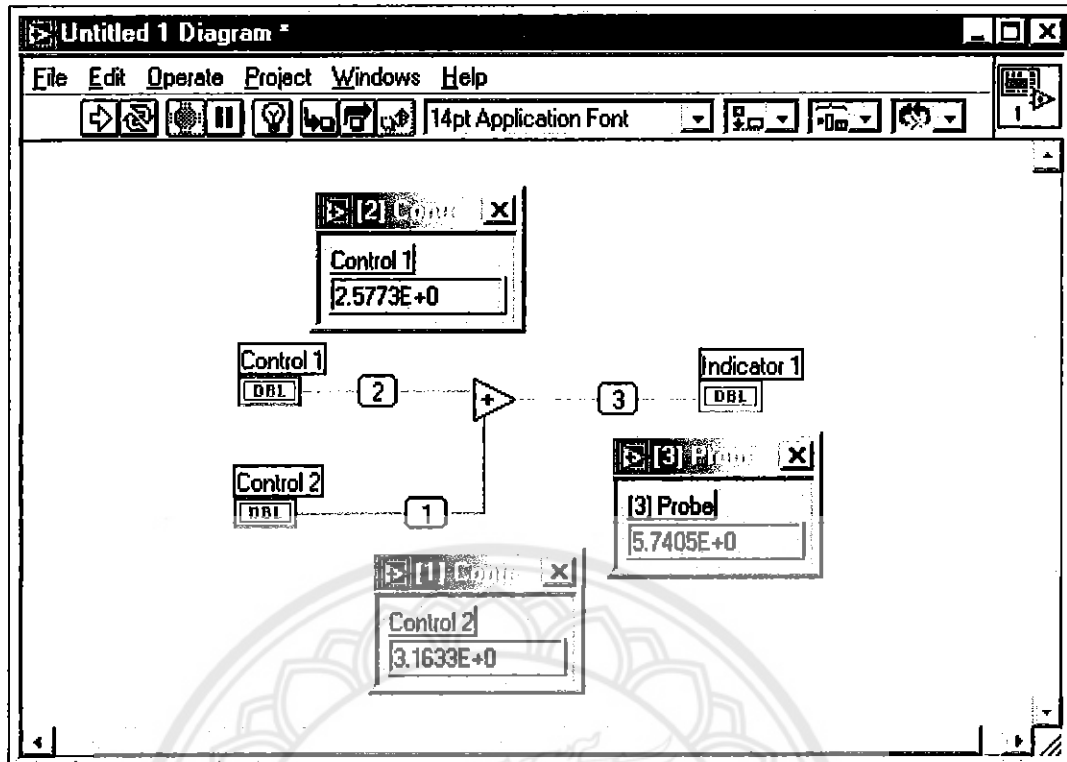 Untitled 1 Diagram *
File Edit Operate Project Windows Help
14pt Application Font
1
[2]
Control 1
2.5773E+0
Control 1
DBL
2
+
3
Indicator 1
DBL
Control 2
DBL
1
[3]
[3] Probe
5.7405E+0
[1]
Control 2
3.1633E+0